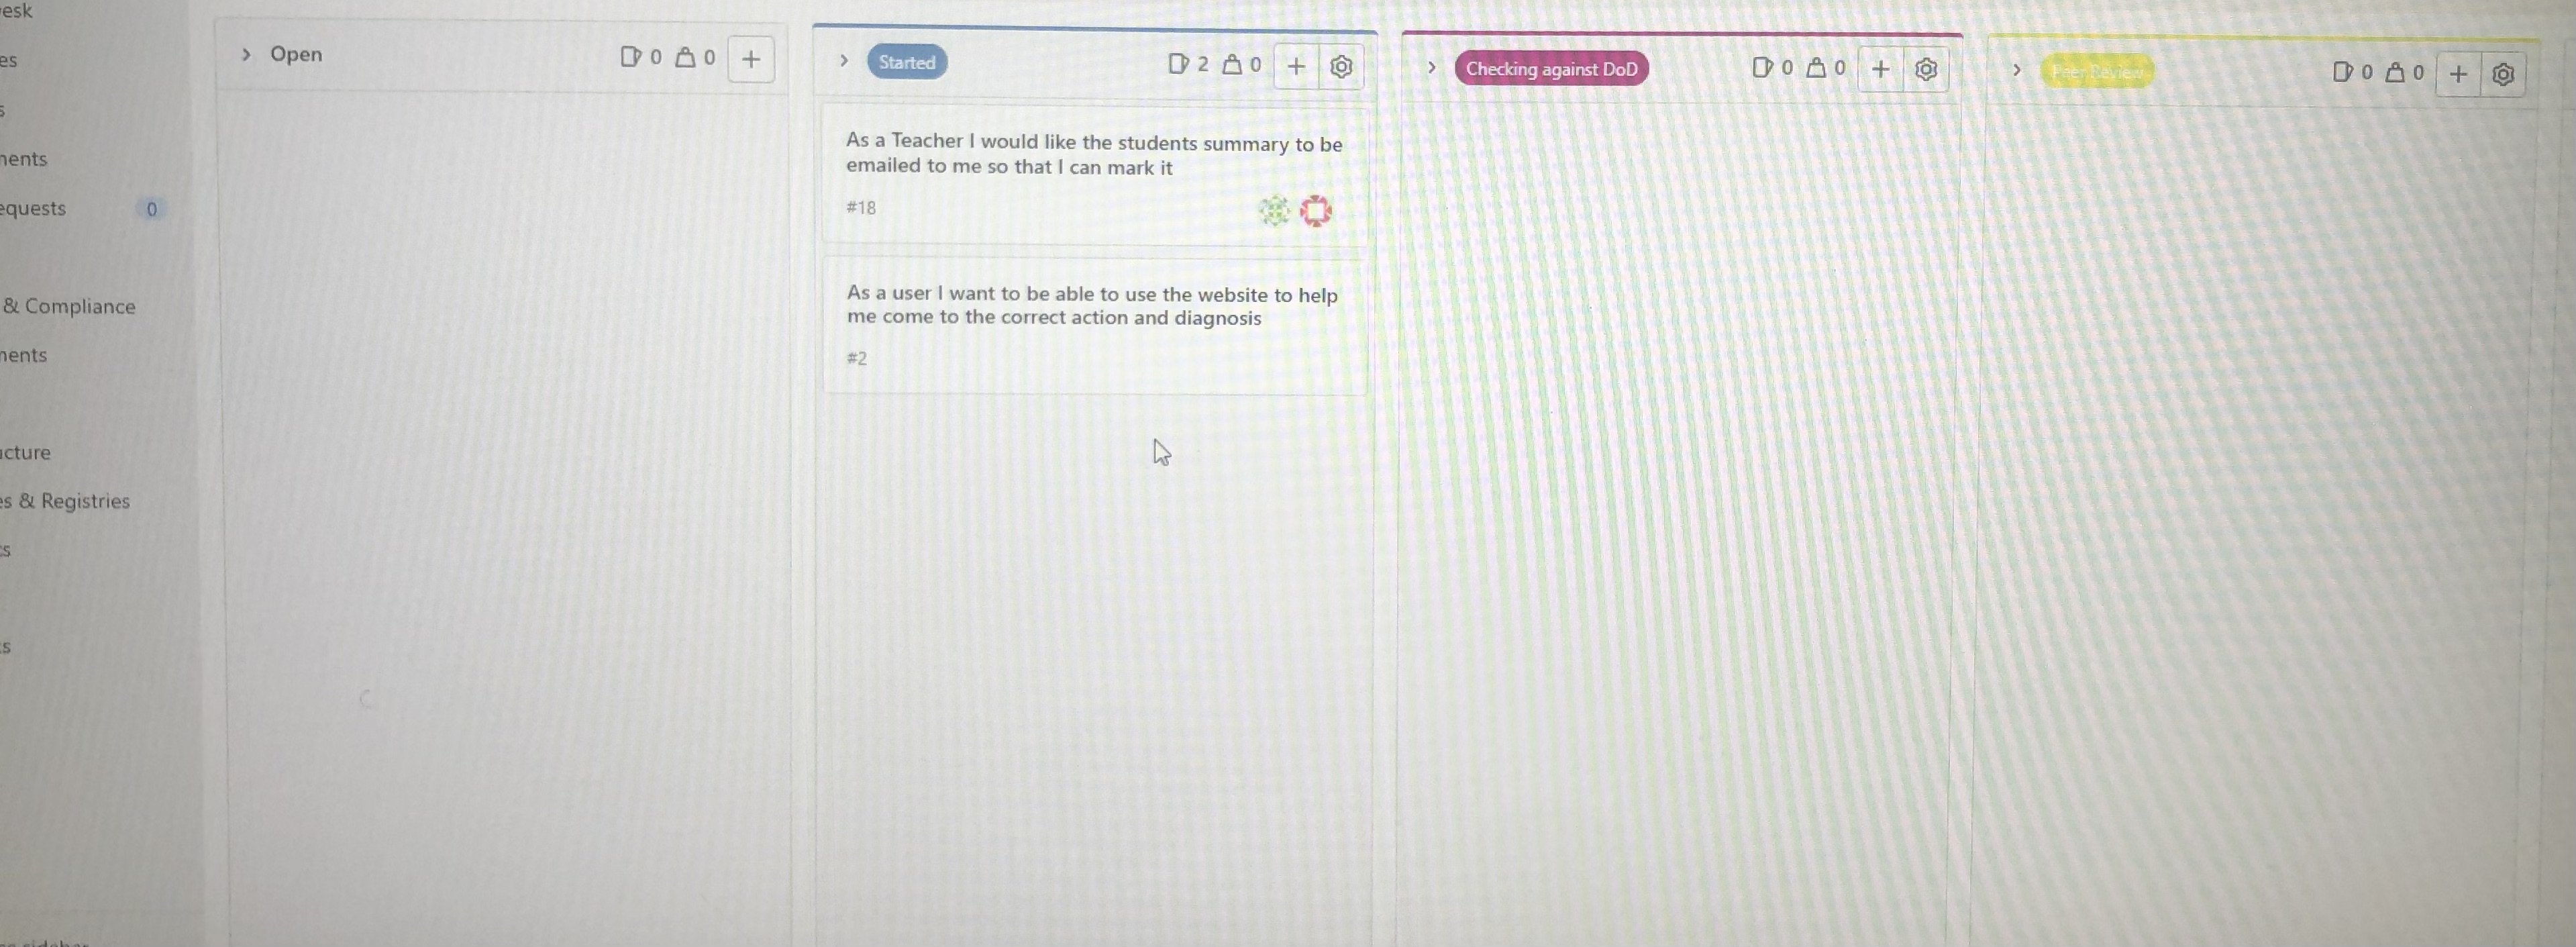 esk
es
s
nents
equests 0
& Compliance
nents
ucture
es & Registries
s
s
Open 0 0 +
Started 2 0 +
As a Teacher I would like the students summary to be
emailed to me so that I can mark it
#18
As a user I want to be able to use the website to help
me come to the correct action and diagnosis
#2
Checking against DoD 0 0 +
Peer Review 0 0 +